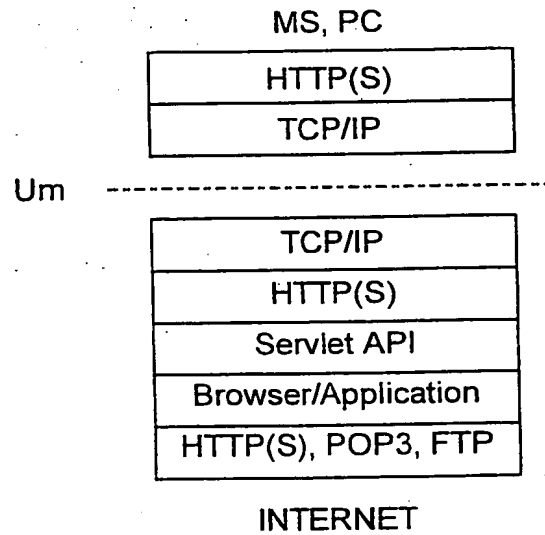 MS, PC
HTTP(S)
TCP/IP
Um
TCP/IP
HTTP(S)
Servlet API
Browser/Application
HTTP(S), POP3, FTP
INTERNET